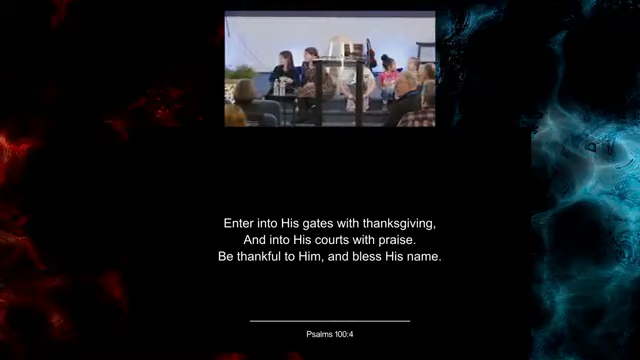 Enter into His gates with thanksgiving,
And into His courts with praise.
Be thankful to Him, and bless His name.
Psalms 100:4